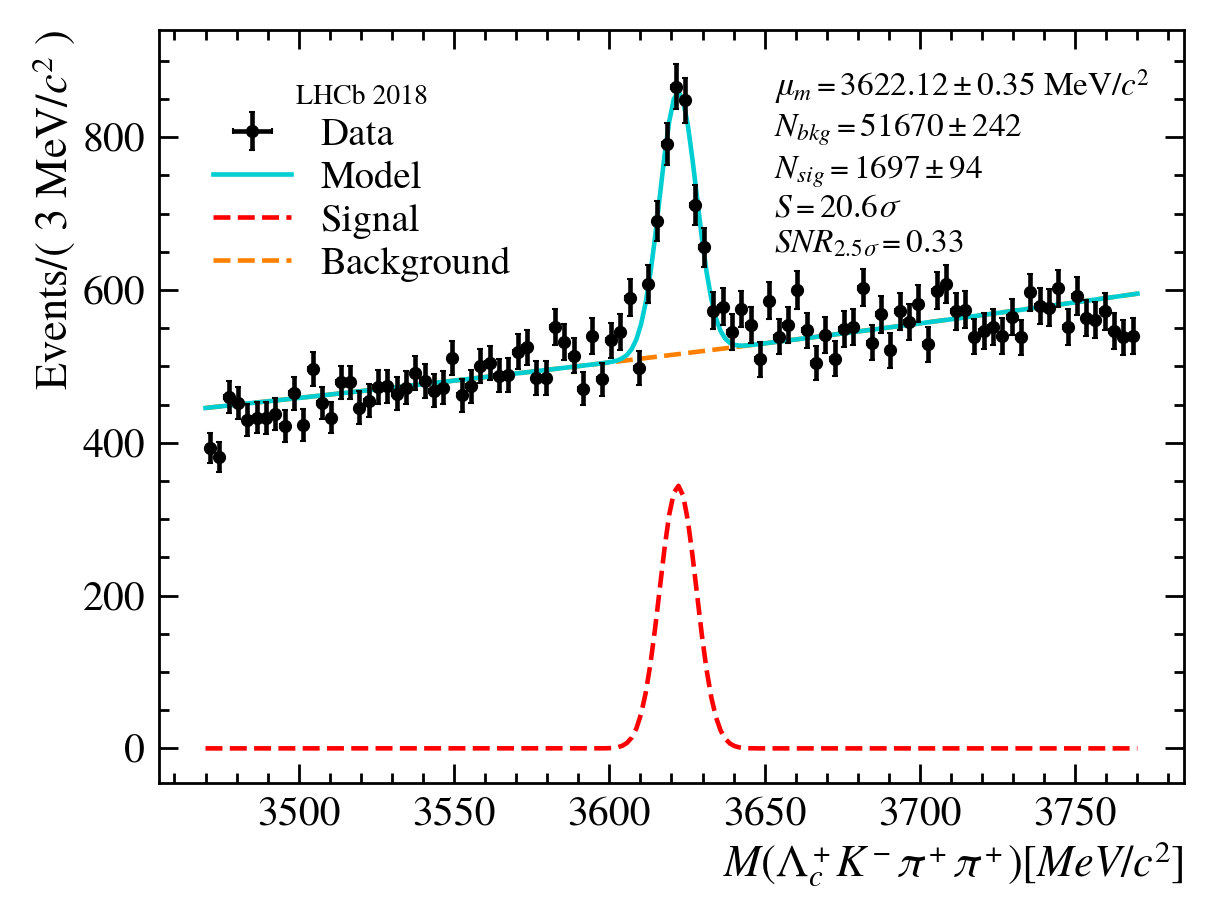 Events/( 3 MeV/c² )
800
600
400
200
0
LHCb 2018
Data
Model
Signal
Background
μₘ = 3622.12 ± 0.35 MeV/c²
N_bkg = 51670 ± 242
N_sig = 1697 ± 94
S = 20.6σ
SNR_2.5σ = 0.33
3500 3550 3600 3650 3700 3750
M(Λ_c⁺K⁻π⁺π⁺)[MeV/c²]